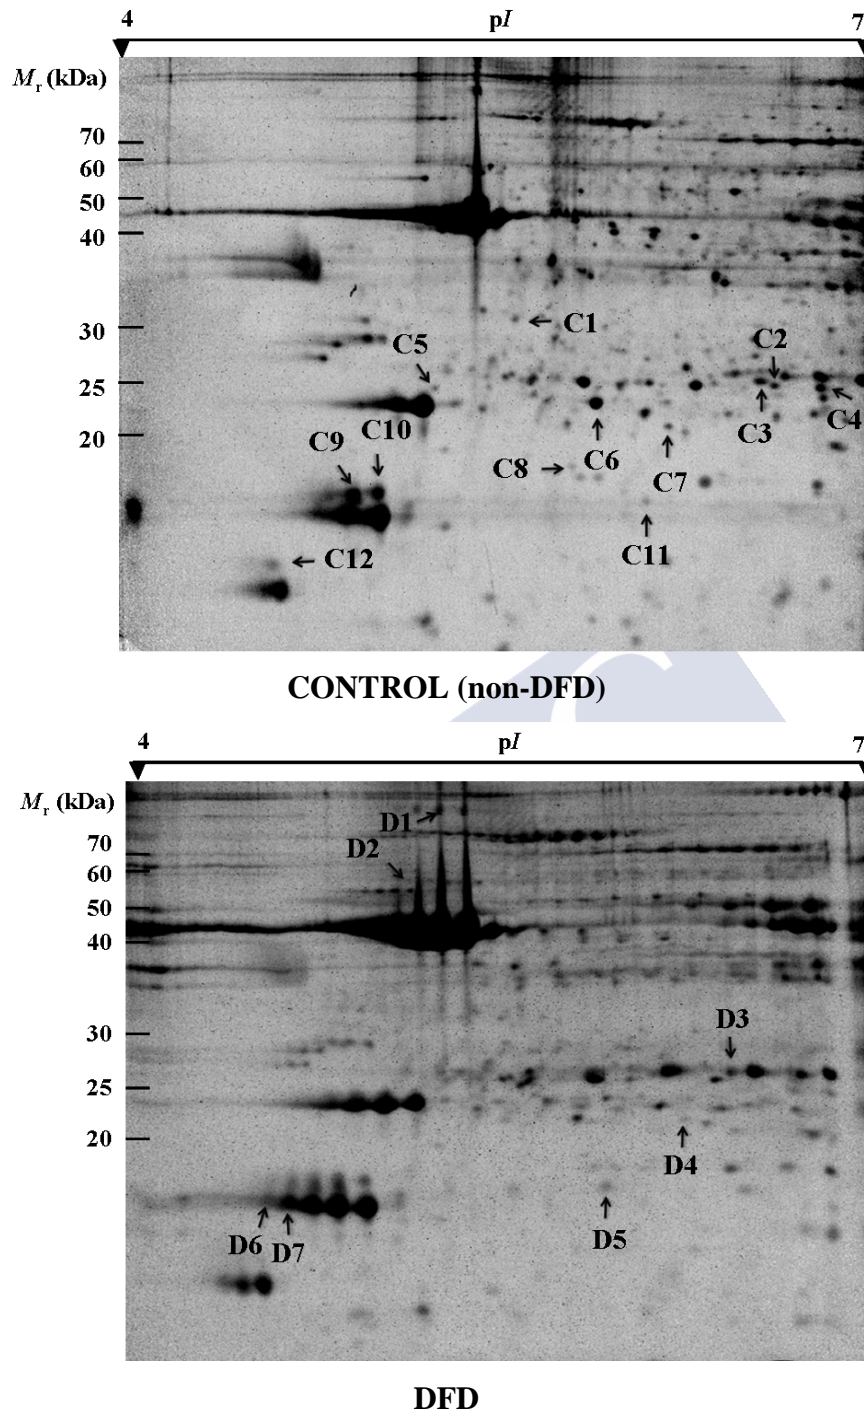 4 pI 7
Mr (kDa)
70
60
50
40
30
C1
C2
C5
25
C3
C4
20
C10
C9
C8
C6
C7
C11
C12
CONTROL (non-DFD)
4 pI 7
Mr (kDa)
D1
70
D2
60
50
40
30
D3
25
20
D4
D6
D7
D5
DFD